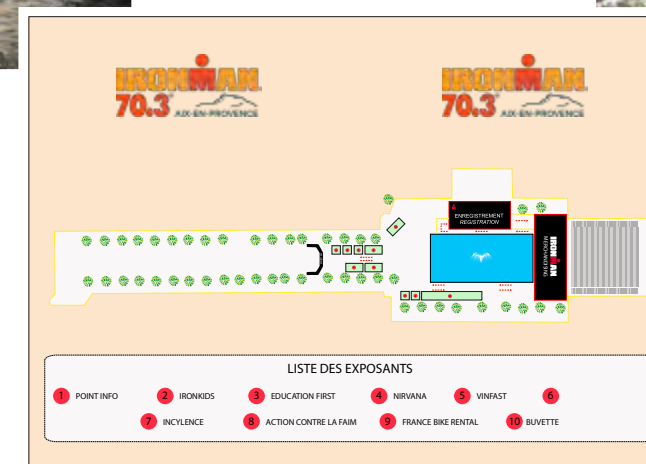 IRONMAN IRONMAN
70.3 70.3
AIX-EN-PROVENCE AIX-EN-PROVENCE
ENREGISTREMENT
REGISTRATION
IRONMAN
MERCHANDISING
LISTE DES EXPOSANTS
1 POINT INFO 2 IRONKIDS 3 EDUCATION FIRST 4 NIRVANA 5 VINFAST 6
7 INCYLENCE 8 ACTION CONTRE LA FAIM 9 FRANCE BIKE RENTAL 10 BUVETTE